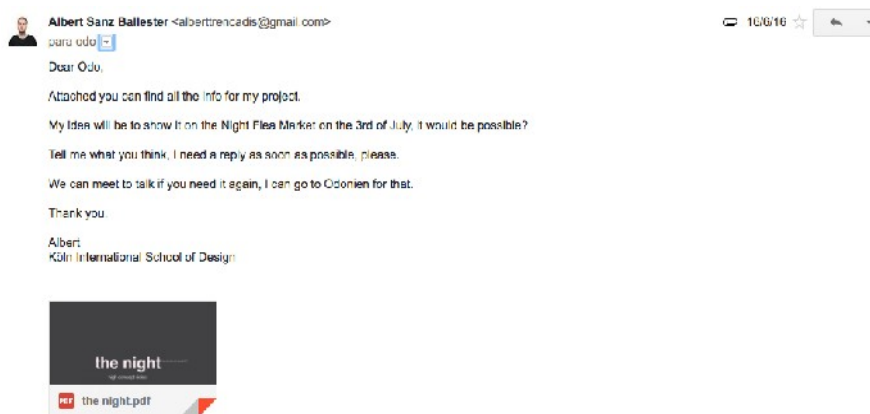 Albert Sanz Ballester <alberttrencadis@gmail.com>
16/6/16
para odo
Dear Odo,
Attached you can find all the info for my project.
My idea will be to show it on the Night Flea Market on the 3rd of July, it would be possible?
Tell me what you think, I need a reply as soon as possible, please.
We can meet to talk if you need it again, I can go to Odonien for that.
Thank you.
Albert
Köln International School of Design
the night
PDF the night.pdf